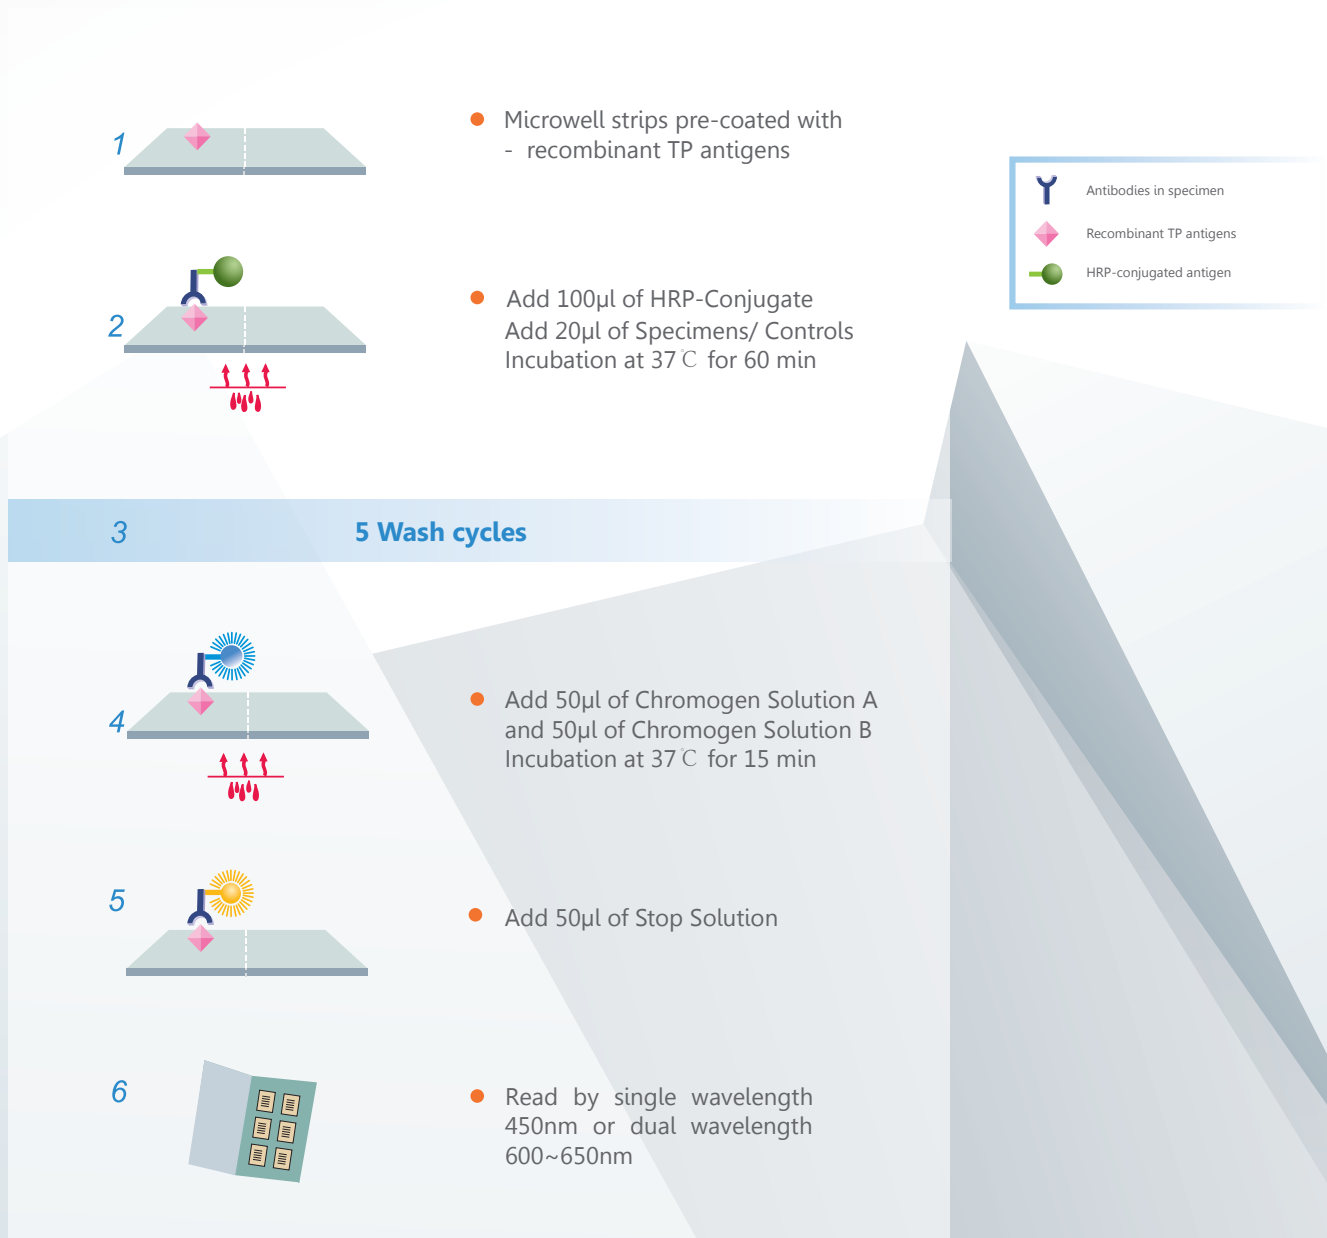 1
Microwell strips pre-coated with
- recombinant TP antigens
Antibodies in specimen
Recombinant TP antigens
HRP-conjugated antigen
2
Add 100μl of HRP-Conjugate
Add 20μl of Specimens/ Controls
Incubation at 37℃ for 60 min
3
5 Wash cycles
4
Add 50μl of Chromogen Solution A
and 50μl of Chromogen Solution B
Incubation at 37℃ for 15 min
5
Add 50μl of Stop Solution
6
Read by single wavelength
450nm or dual wavelength
600~650nm